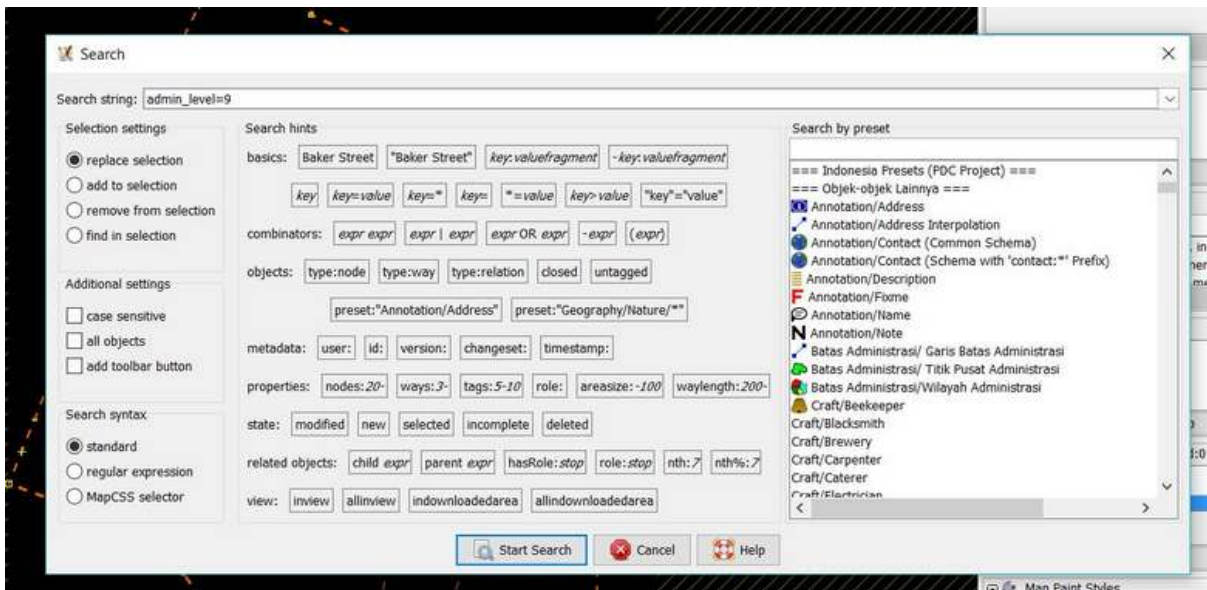 Search
Search string: admin_level=9
Selection settings
replace selection
add to selection
remove from selection
find in selection
Additional settings
case sensitive
all objects
add toolbar button
Search syntax
standard
regular expression
MapCSS selector
Search hints
basics: Baker Street "Baker Street" key:valuefragment -key:valuefragment
key key=value key=* key= *=value key>value "key"="value"
combinators: expr expr expr | expr expr OR expr -expr (expr)
objects: type:node type:way type:relation closed untagged
preset:"Annotation/Address" preset:"Geography/Nature/*"
metadata: user: id: version: changeset: timestamp:
properties: nodes:20- ways:3- tags:5-10 role: areasize:-100 waylength:200-
state: modified new selected incomplete deleted
related objects: child expr parent expr hasRole:stop role:stop nth:7 nth%:7
view: inview allinview indownloadedarea allindownloadedarea
Search by preset
=== Indonesia Presets (PDC Project) ===
=== Objek-objek Lainnya ===
Annotation/Address
Annotation/Address Interpolation
Annotation/Contact (Common Schema)
Annotation/Contact (Schema with 'contact:*' Prefix)
Annotation/Description
F Annotation/Fixme
Annotation/Name
N Annotation/Note
Batas Administrasi/ Garis Batas Administrasi
Batas Administrasi/ Titik Pusat Administrasi
Batas Administrasi/Wilayah Administrasi
Craft/Beekeeper
Craft/Blacksmith
Craft/Brewery
Craft/Carpenter
Craft/Caterer
Craft/Electrician
Start Search Cancel Help
Map Paint Styles